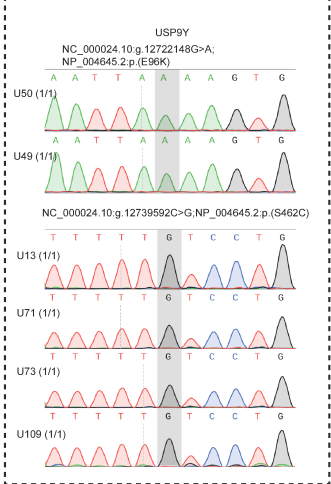 USP9Y
NC_000024.10:g.12722148G>A;
NP_004645.2:p.(E96K)
A A T T A A A A G T G
U50 (1/1)
A A T T A A A A G T G
U49 (1/1)
NC_000024.10:g.12739592C>G;NP_004645.2:p.(S462C)
T T T T T G T C C T G
U13 (1/1)
T T T T T G T C C T G
U71 (1/1)
T T T T T G T C C T G
U73 (1/1)
T T T T T G T C C T G
U109 (1/1)